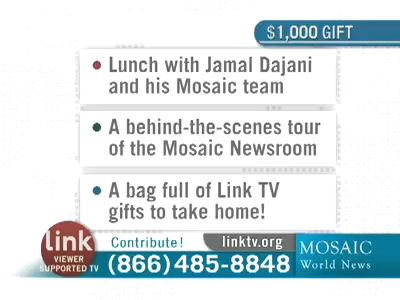 $1,000 GIFT
Lunch with Jamal Dajani
and his Mosaic team
A behind-the-scenes tour
of the Mosaic Newsroom
A bag full of Link TV
gifts to take home!
link
VIEWER
SUPPORTED TV
Contribute!
linktv.org
(866)485-8848
MOSAIC
World News